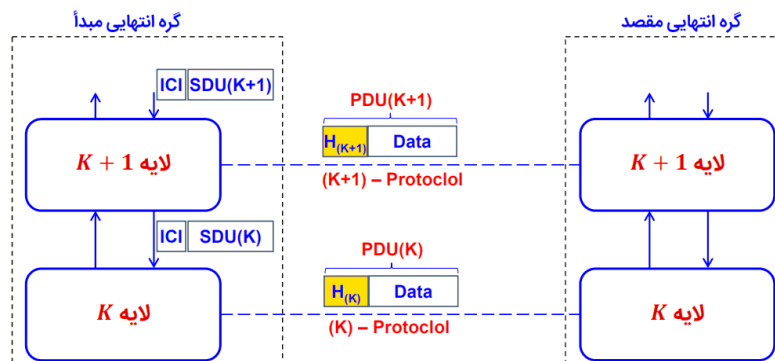 گره انتهایی مبدأ
گره انتهایی مقصد
ICI SDU(K+1)
PDU(K+1)
H(K+1) Data
لایه K + 1
(K+1) – Protoclol
لایه K + 1
ICI SDU(K)
PDU(K)
H(K) Data
لایه K
(K) – Protoclol
لایه K